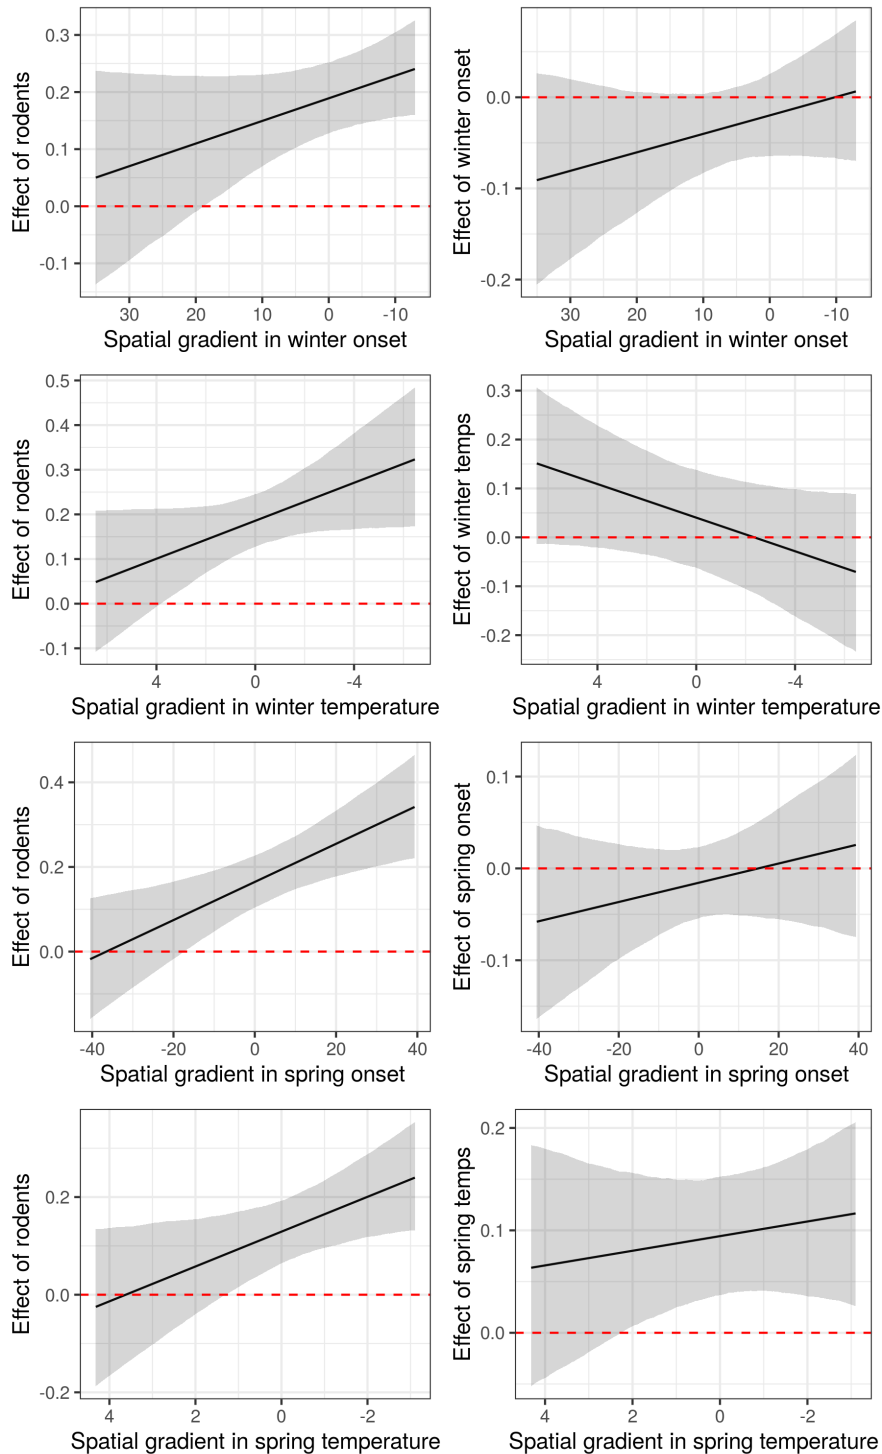 Effect of rodents
0.3
0.2
0.1
0.0
-0.1
30 20 10 0 -10
Spatial gradient in winter onset
Effect of winter onset
0.0
-0.1
-0.2
30 20 10 0 -10
Spatial gradient in winter onset
Effect of rodents
0.5
0.4
0.3
0.2
0.1
0.0
-0.1
4 0 -4
Spatial gradient in winter temperature
Effect of winter temps
0.3
0.2
0.1
0.0
-0.1
-0.2
4 0 -4
Spatial gradient in winter temperature
Effect of rodents
0.4
0.2
0.0
-40 -20 0 20 40
Spatial gradient in spring onset
Effect of spring onset
0.1
0.0
-0.1
-40 -20 0 20 40
Spatial gradient in spring onset
Effect of rodents
0.2
0.0
-0.2
4 2 0 -2
Spatial gradient in spring temperature
Effect of spring temps
0.2
0.1
0.0
4 2 0 -2
Spatial gradient in spring temperature